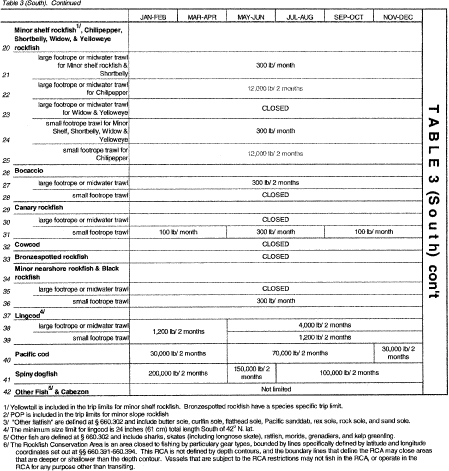 Table 3 (South). Continued
JAN-FEB MAR-APR MAY-JUN JUL-AUG SEP-OCT NOV-DEC
Minor shelf rockfish1/, Chilipepper,
Shortbelly, Widow, & Yelloweye
20 rockfish
large footrope or midwater trawl
for Minor shelf rockfish &
21 Shortbelly 300 lb/ month
large footrope or midwater trawl
22 for Chilipepper 12,000 lb/ 2 months
large footrope or midwater trawl
23 for Widow & Yelloweye CLOSED
small footrope trawl for Minor
Shelf, Shortbelly, Widow &
24 Yelloweye 300 lb/ month
small footrope trawl for
25 Chilipepper 12,000 lb/ 2 months
26 Bocaccio
27 large footrope or midwater trawl 300 lb/ 2 months
28 small footrope trawl CLOSED
29 Canary rockfish
30 large footrope or midwater trawl CLOSED
31 small footrope trawl 100 lb/ month 300 lb/ month 100 lb/ month
32 Cowcod CLOSED
33 Bronzespotted rockfish CLOSED
Minor nearshore rockfish & Black
34 rockfish
35 large footrope or midwater trawl CLOSED
36 small footrope trawl 300 lb/ month
37 Lingcod4/
38 large footrope or midwater trawl 1,200 lb/ 2 months 4,000 lb/ 2 months
39 small footrope trawl 1,200 lb/ 2 months
40 Pacific cod 30,000 lb/ 2 months 70,000 lb/ 2 months 30,000 lb/ 2 months
41 Spiny dogfish 200,000 lb/ 2 months 150,000 lb/ 2 months 100,000 lb/ 2 months
42 Other Fish5/ & Cabezon Not limited
TABLE 3 (South) con't
1/ Yellowtail is included in the trip limits for minor shelf rockfish. Bronzespotted rockfish have a species specific trip limit.
2/ POP is included in the trip limits for minor slope rockfish
3/ "Other flatfish" are defined at § 660.302 and include butter sole, curlfin sole, flathead sole, Pacific sanddab, rex sole, rock sole, and sand sole.
4/ The minimum size limit for lingcod is 24 inches (61 cm) total length South of 42° N. lat.
5/ Other fish are defined at § 660.302 and include sharks, skates (including longnose skate), ratfish, morids, grenadiers, and kelp greenling.
6/ The Rockfish Conservation Area is an area closed to fishing by particular gear types, bounded by lines specifically defined by latitude and longitude
coordinates set out at §§ 660.391-660.394. This RCA is not defined by depth contours, and the boundary lines that define the RCA may close areas
that are deeper or shallower than the depth contour. Vessels that are subject to the RCA restrictions may not fish in the RCA, or operate in the
RCA for any purpose other than transiting.